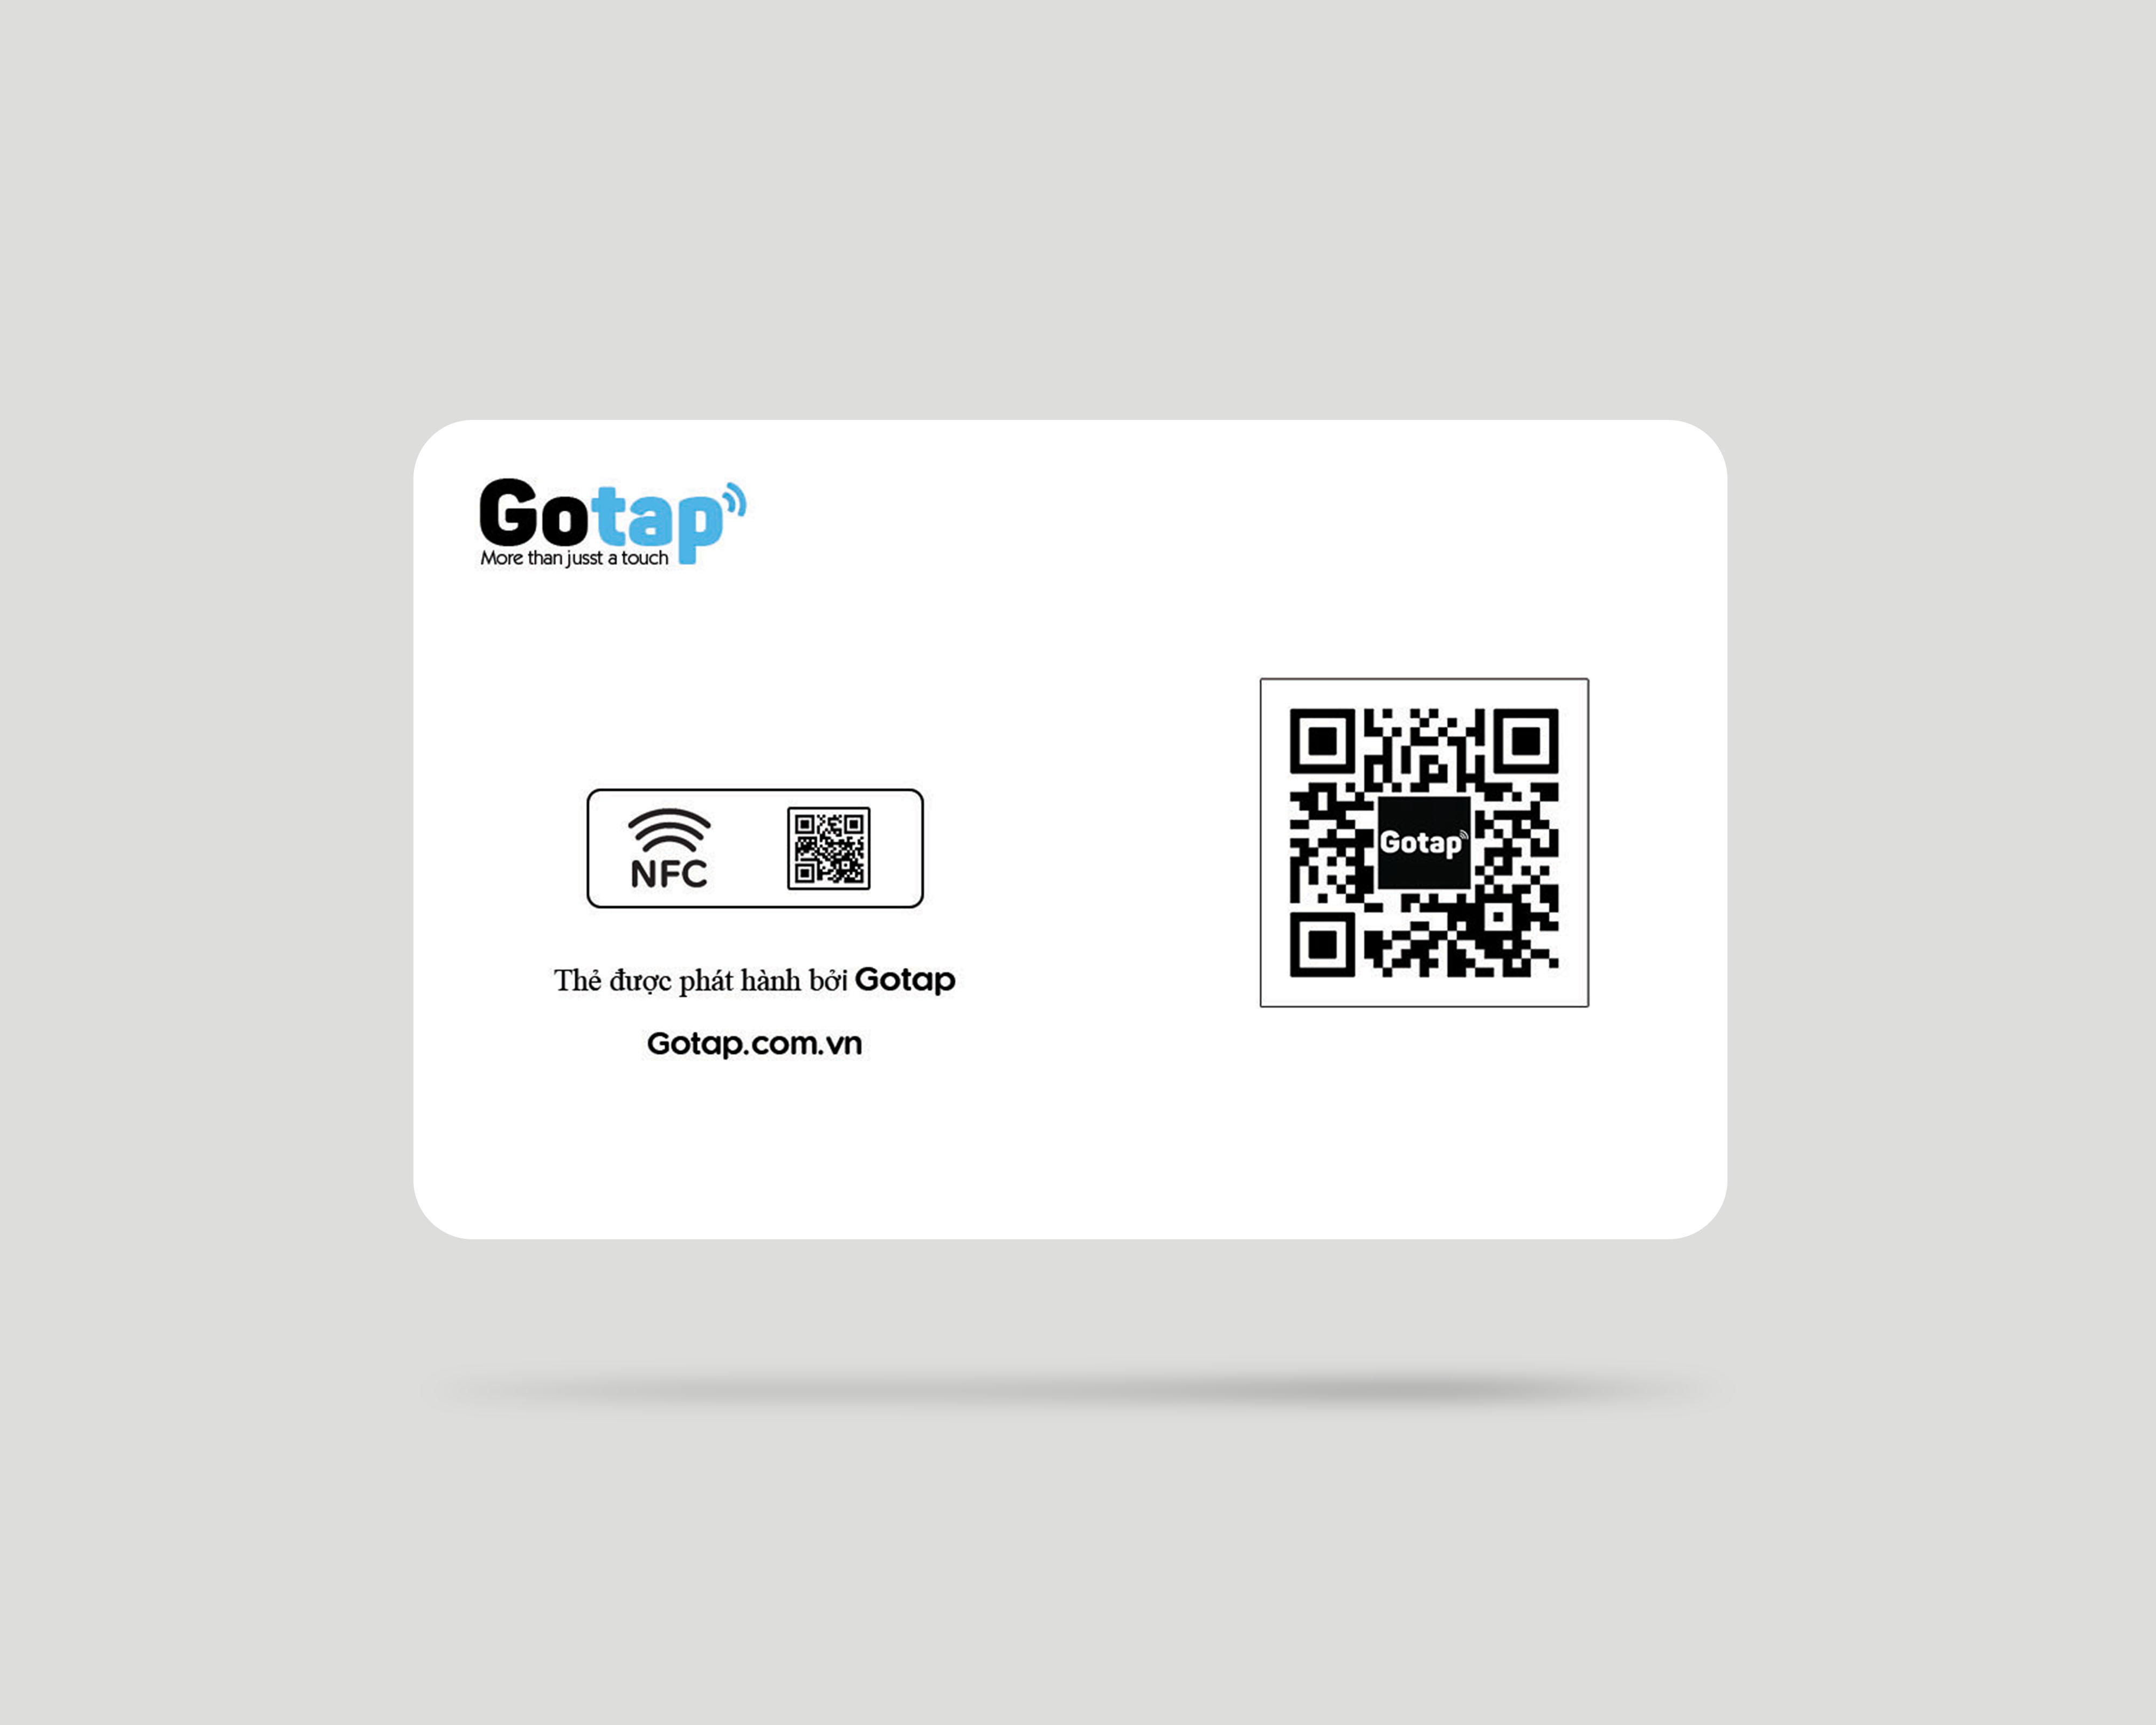 Gotap
More than jusst a touch
NFC
Gotap
Thẻ được phát hành bởi Gotap
Gotap.com.vn